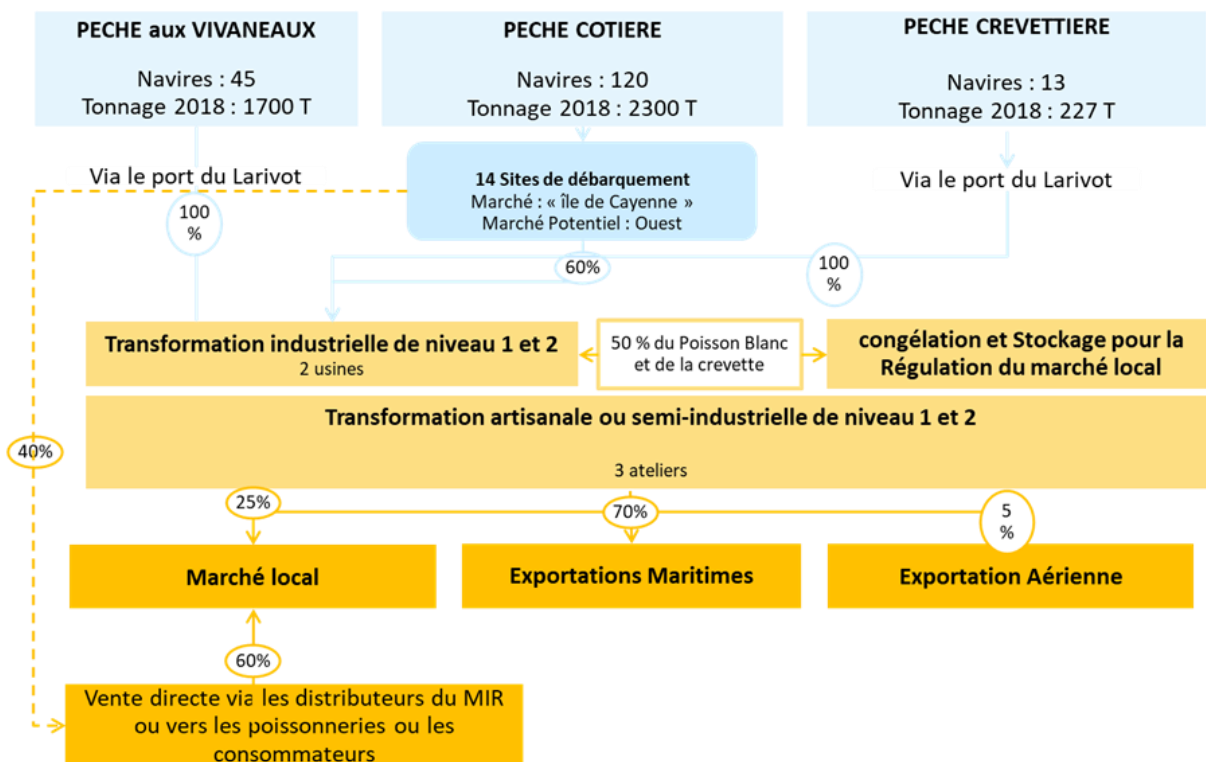 PECHE aux VIVANEAUX
Navires : 45
Tonnage 2018 : 1700 T
PECHE COTIERE
Navires : 120
Tonnage 2018 : 2300 T
PECHE CREVETTIERE
Navires : 13
Tonnage 2018 : 227 T
Via le port du Larivot
14 Sites de débarquement
Marché : « île de Cayenne »
Marché Potentiel : Ouest
Via le port du Larivot
100
%
60%
100
%
Transformation industrielle de niveau 1 et 2
2 usines
50 % du Poisson Blanc
et de la crevette
congélation et Stockage pour la
Régulation du marché local
Transformation artisanale ou semi-industrielle de niveau 1 et 2
3 ateliers
40%
25%
70%
5
%
Marché local
Exportations Maritimes
Exportation Aérienne
60%
Vente directe via les distributeurs du MIR
ou vers les poissonneries ou les
consommateurs